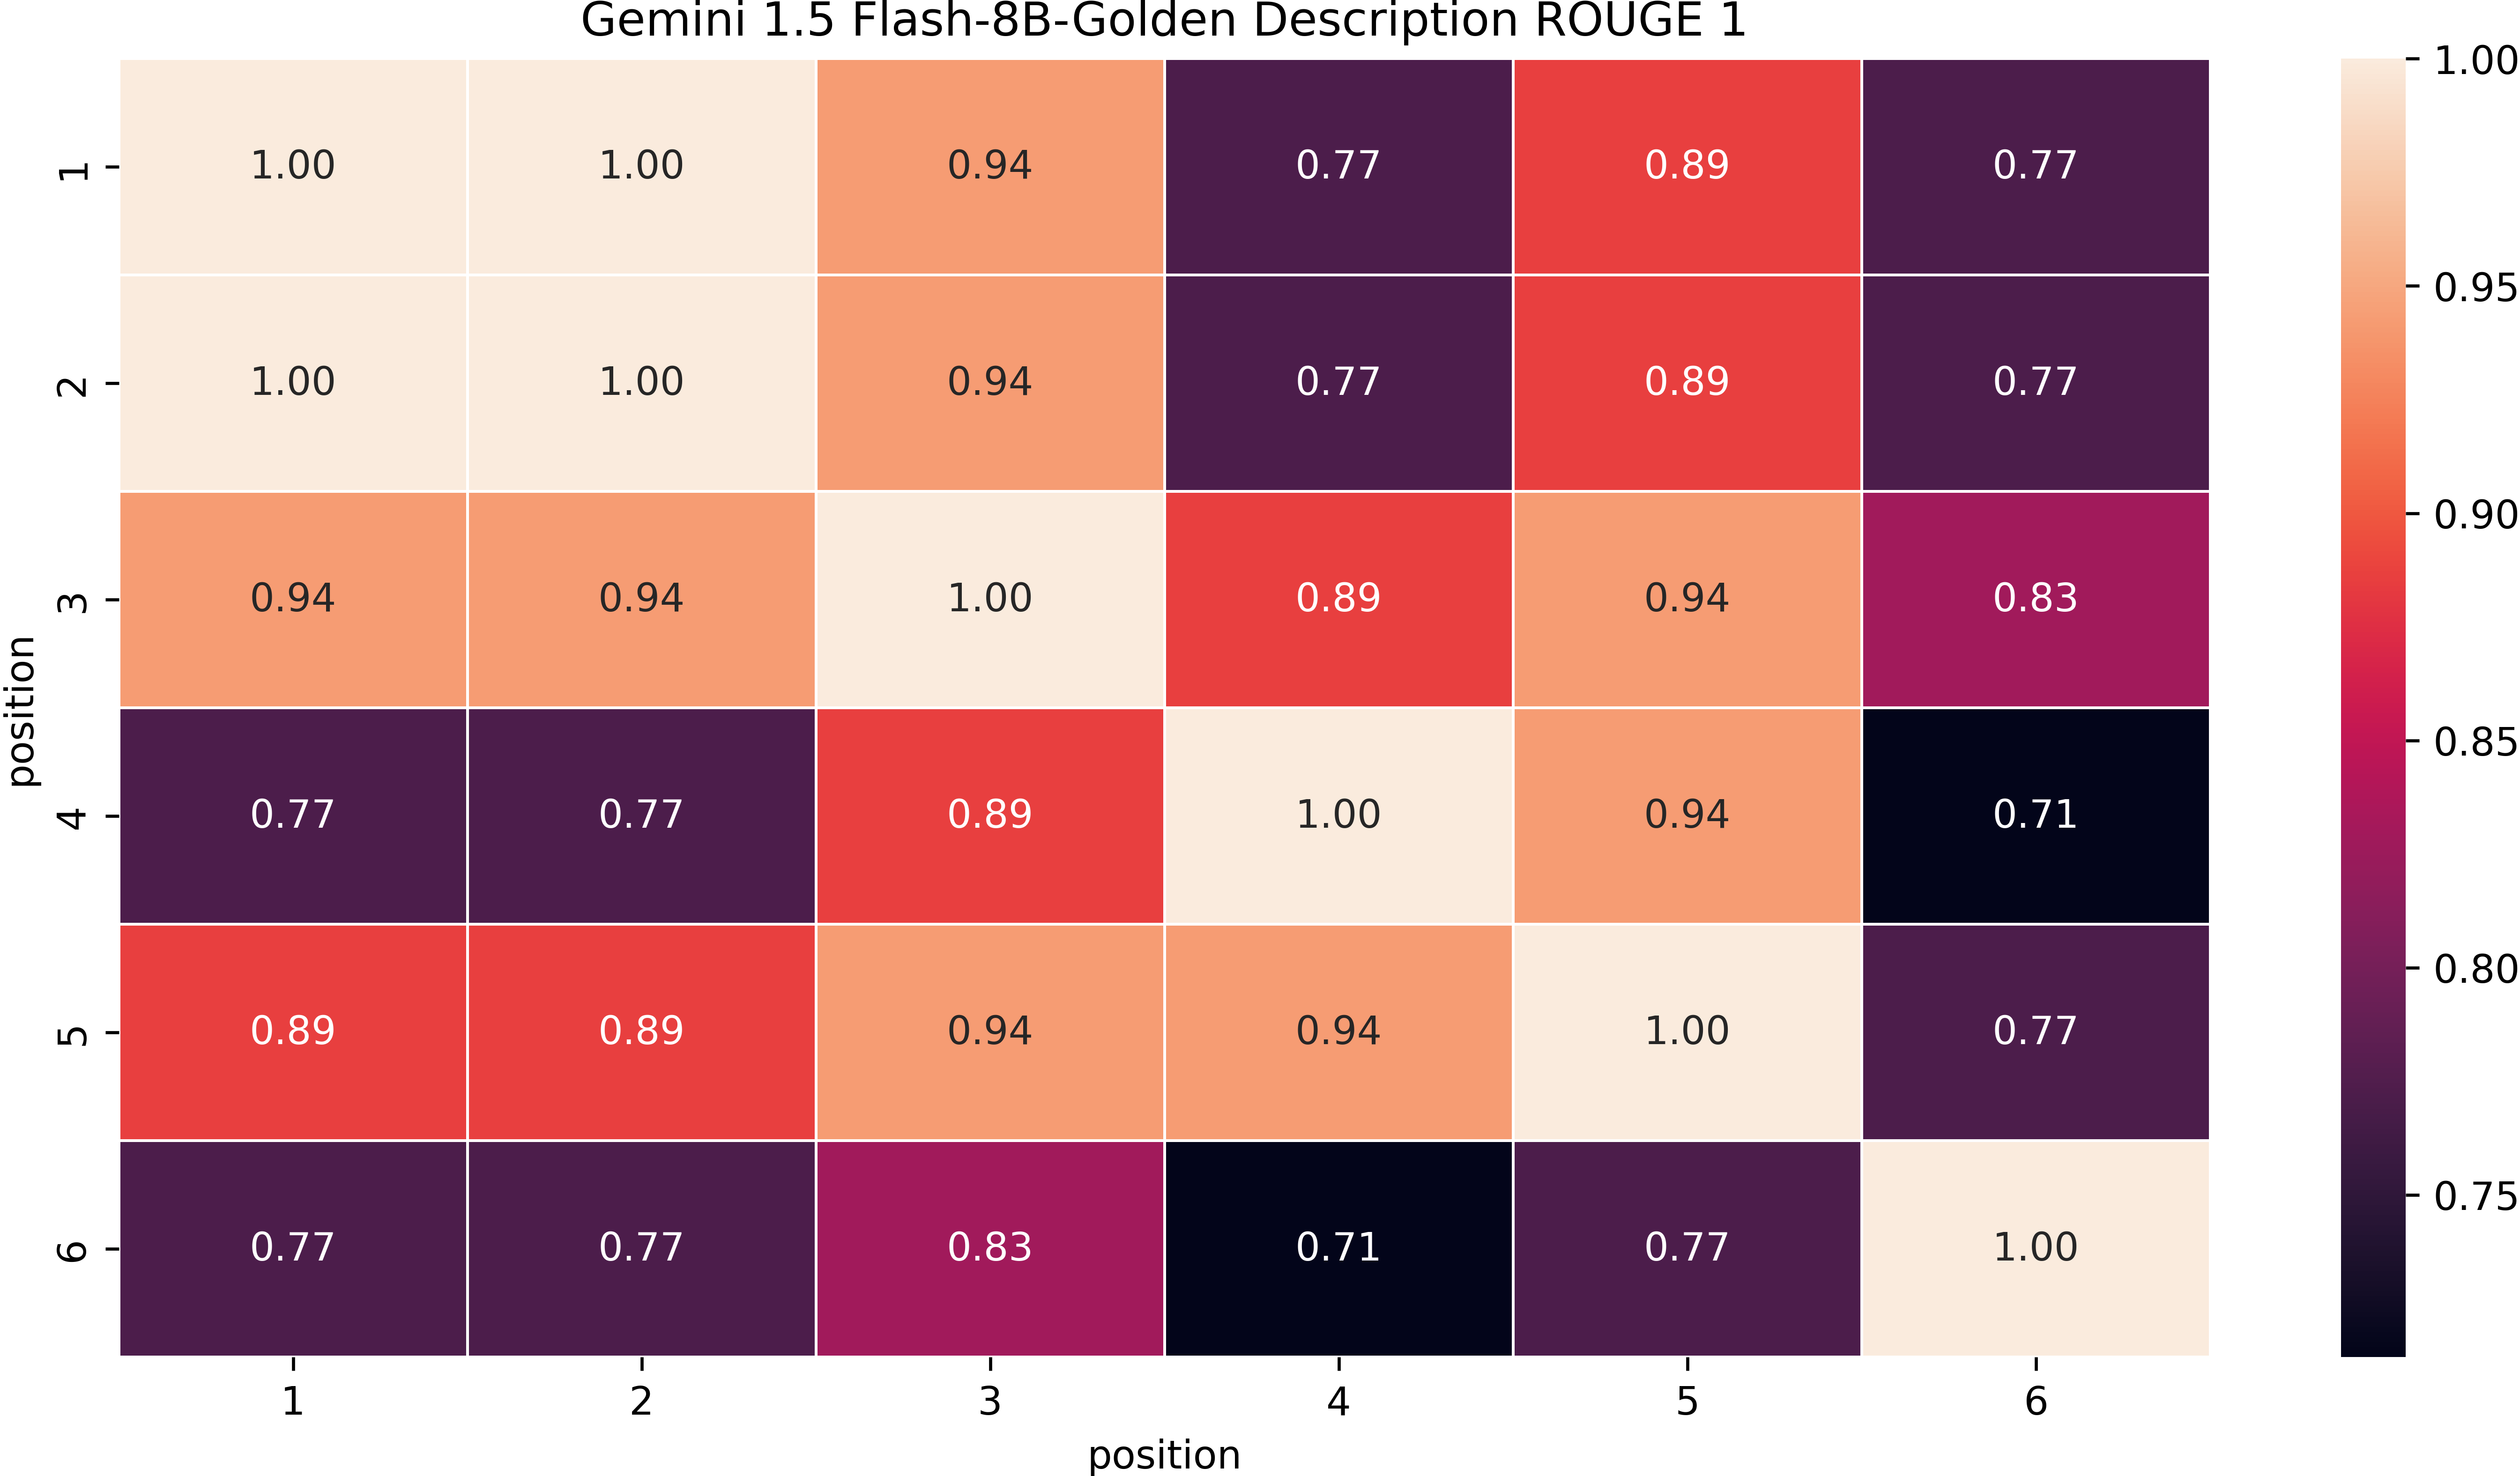 Gemini 1.5 Flash-8B-Golden Description ROUGE 1
1 1.00 1.00 0.94 0.77 0.89 0.77
2 1.00 1.00 0.94 0.77 0.89 0.77
3 0.94 0.94 1.00 0.89 0.94 0.83
4 0.77 0.77 0.89 1.00 0.94 0.71
5 0.89 0.89 0.94 0.94 1.00 0.77
6 0.77 0.77 0.83 0.71 0.77 1.00
position
1 2 3 4 5 6
position
1.00
0.95
0.90
0.85
0.80
0.75